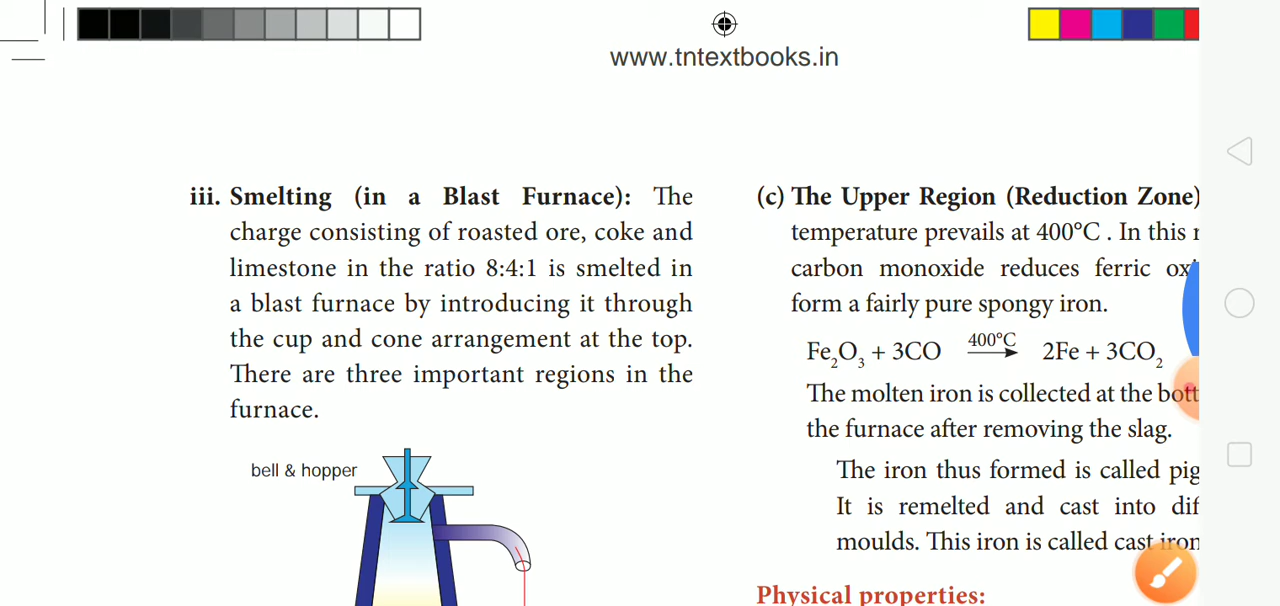 www.tntextbooks.in
iii. Smelting (in a Blast Furnace): The
charge consisting of roasted ore, coke and
limestone in the ratio 8:4:1 is smelted in
a blast furnace by introducing it through
the cup and cone arrangement at the top.
There are three important regions in the
furnace.
bell & hopper
(c) The Upper Region (Reduction Zone)
temperature prevails at 400°C . In this
carbon monoxide reduces ferric
form a fairly pure spongy iron.
Fe₂O₃ + 3CO 400°C → 2Fe + 3CO₂
The molten iron is collected at the
the furnace after removing the slag.
The iron thus formed is called pig
It is remelted and cast into
moulds. This iron is called cast iron
Physical properties: